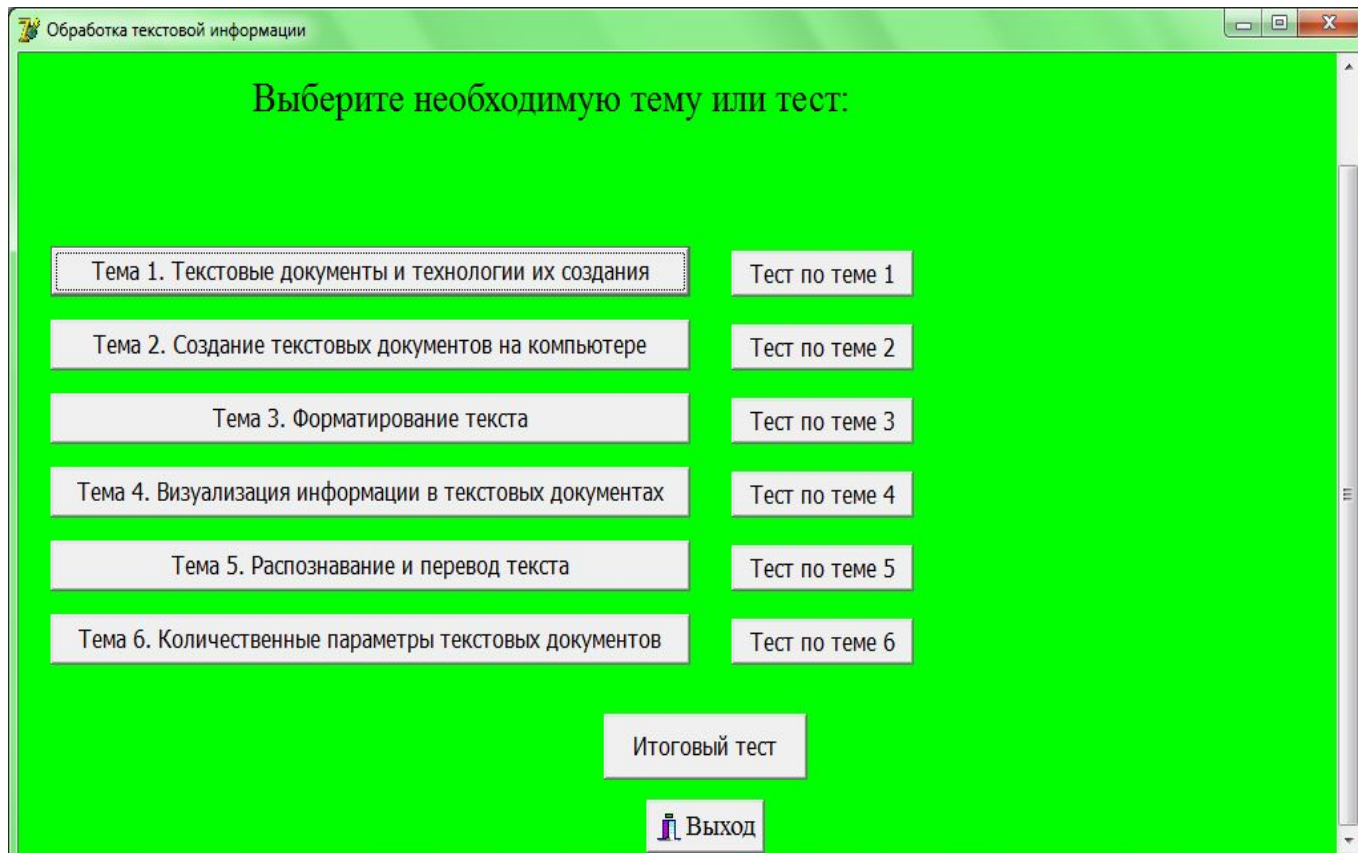 Обработка текстовой информации
Выберите необходимую тему или тест:
Тема 1. Текстовые документы и технологии их создания
Тест по теме 1
Тема 2. Создание текстовых документов на компьютере
Тест по теме 2
Тема 3. Форматирование текста
Тест по теме 3
Тема 4. Визуализация информации в текстовых документах
Тест по теме 4
Тема 5. Распознавание и перевод текста
Тест по теме 5
Тема 6. Количественные параметры текстовых документов
Тест по теме 6
Итоговый тест
Выход